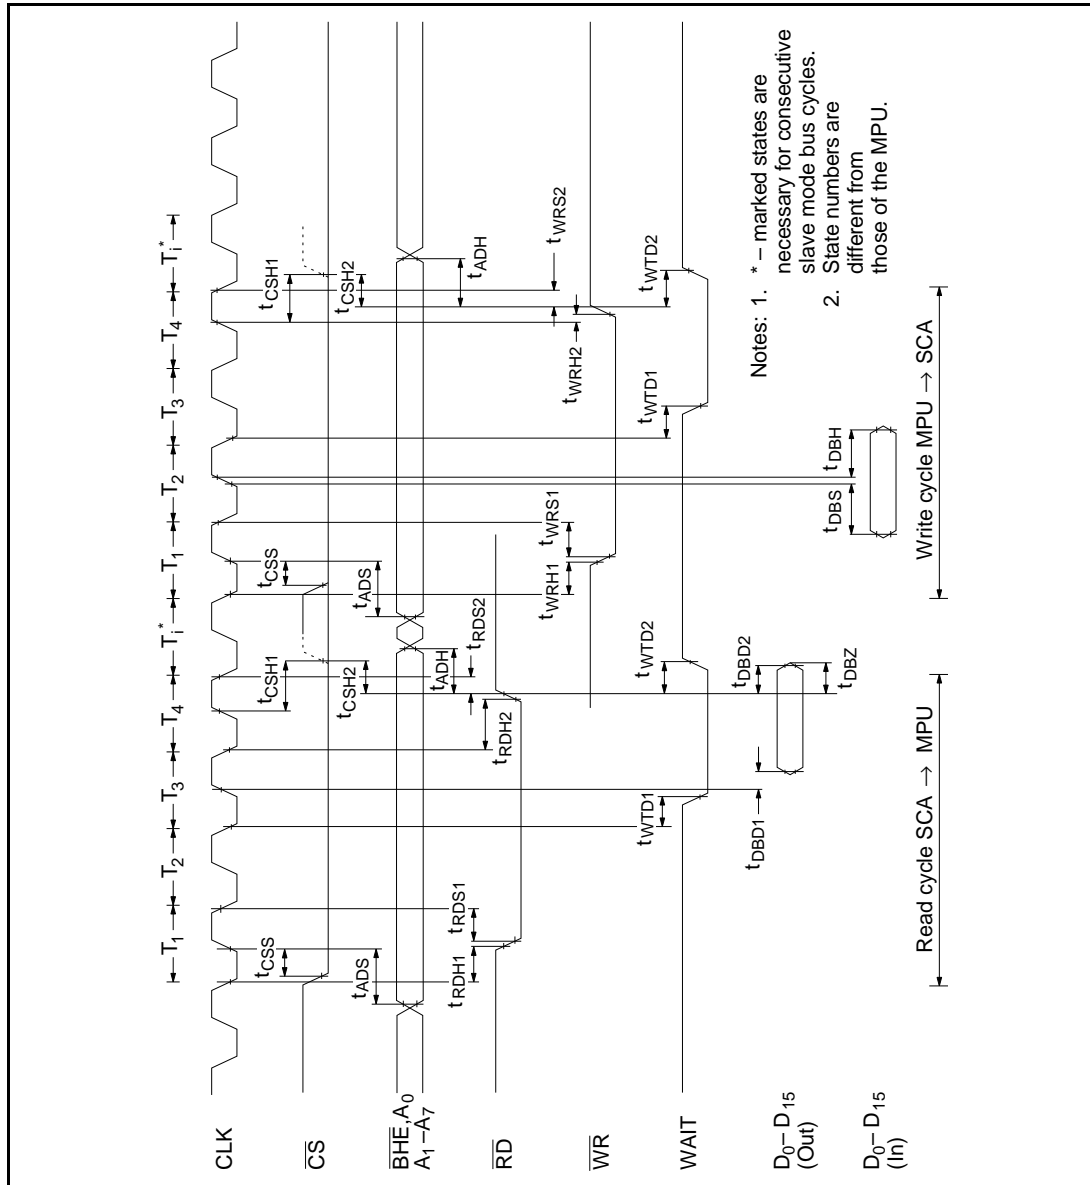 T₁
T₂
T₃
T₄
Tᵢ*
T₁
T₂
T₃
T₄
Tᵢ*
CLK
tCSS
tCSH1
tCSS
tCSH1
CS
tCSH2
tCSH2
tADS
tADH
tADS
tADH
BHE, A₀
A₁–A₇
tRDH1
tRDS1
tRDH2
tRDS2
RD
tWRH1
tWRS1
tWRH2
tWRS2
WR
tWTD1
tWTD2
tWTD1
tWTD2
WAIT
tDBD1
tDBD2
tDBZ
D₀–D₁₅
(Out)
tDBS
tDBH
D₀–D₁₅
(In)
Read cycle SCA → MPU
Write cycle MPU → SCA
Notes: 1. * – marked states are
necessary for consecutive
slave mode bus cycles.
2. State numbers are
different from
those of the MPU.